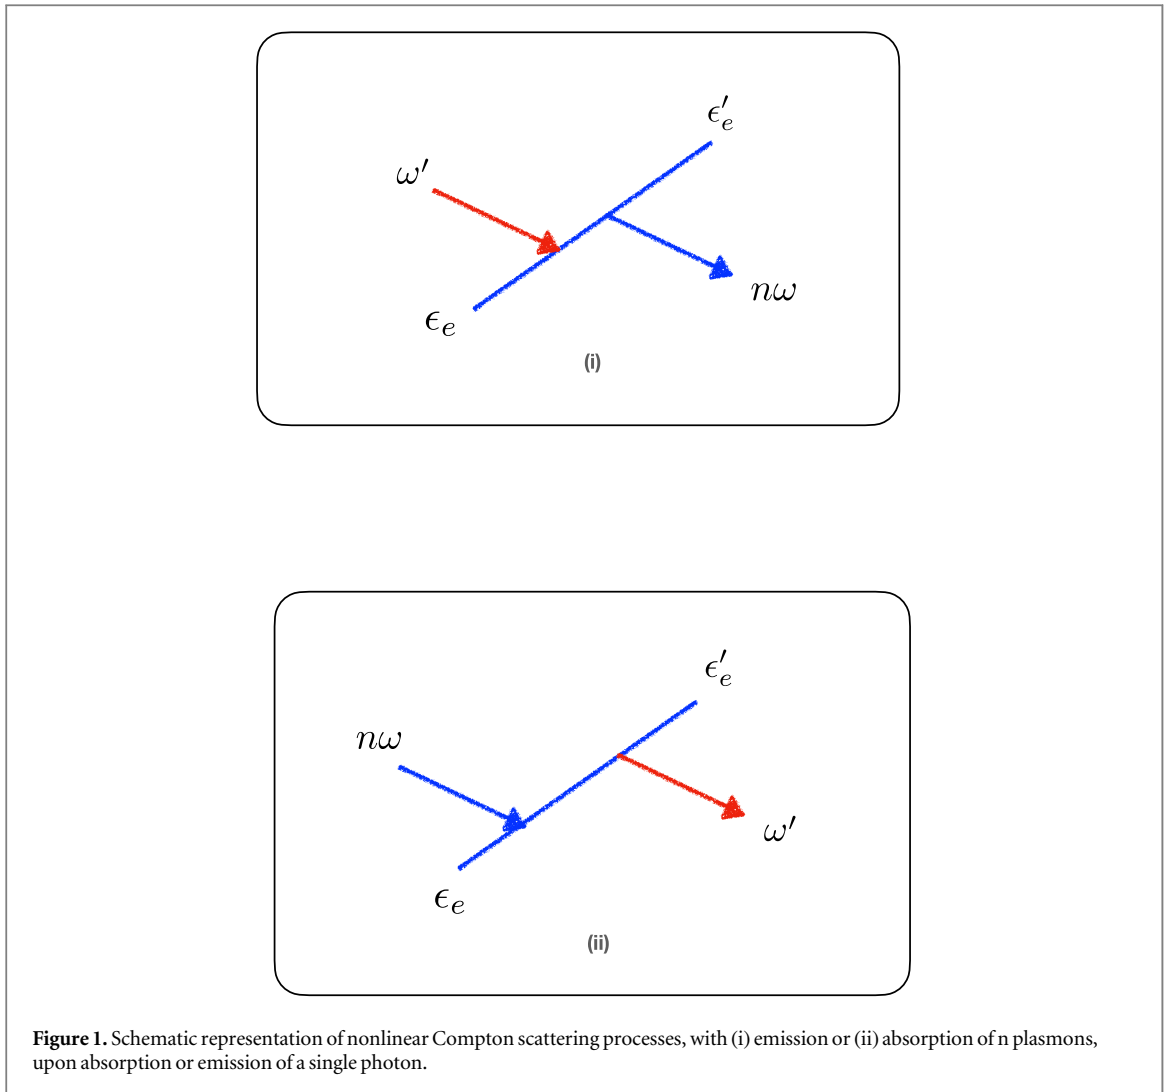 ϵ′ₑ
ω′
nω
ϵₑ
(i)
ϵ′ₑ
nω
ω′
ϵₑ
(ii)
Figure 1. Schematic representation of nonlinear Compton scattering processes, with (i) emission or (ii) absorption of n plasmons,
upon absorption or emission of a single photon.